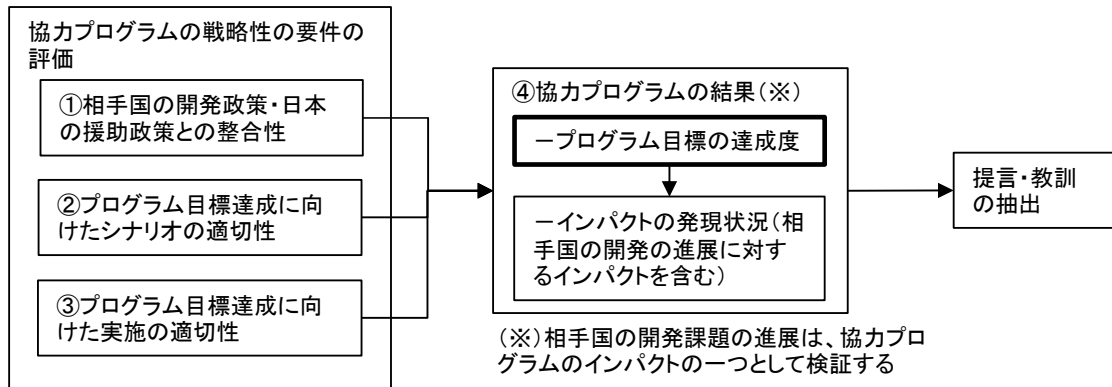 協力プログラムの戦略性の要件の
評価
①相手国の開発政策・日本
の援助政策との整合性
②プログラム目標達成に向
けたシナリオの適切性
③プログラム目標達成に向
けた実施の適切性
④協力プログラムの結果(※)
－プログラム目標の達成度
－インパクトの発現状況(相
手国の開発の進展に対す
るインパクトを含む)
(※)相手国の開発課題の進展は、協力プロ
グラムのインパクトの一つとして検証する
提言・教訓
の抽出